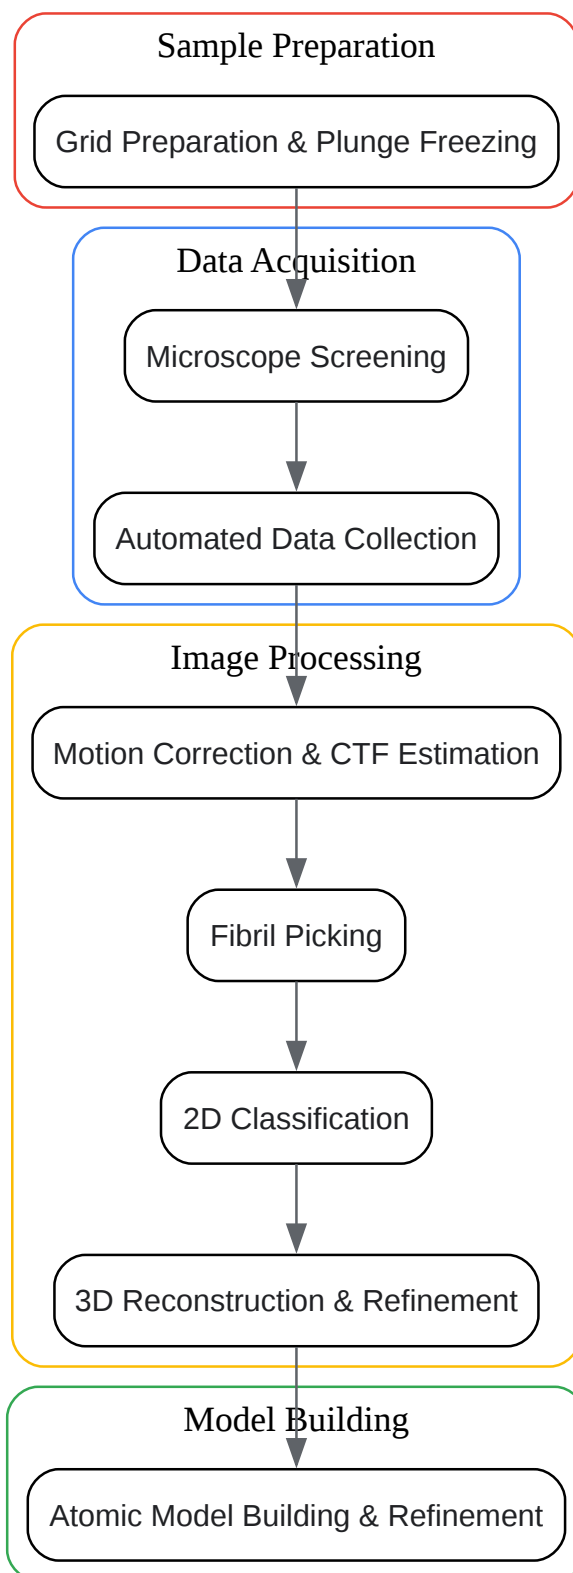 Sample Preparation
Grid Preparation & Plunge Freezing
Data Acquisition
Microscope Screening
Automated Data Collection
Image Processing
Motion Correction & CTF Estimation
Fibril Picking
2D Classification
3D Reconstruction & Refinement
Model Building
Atomic Model Building & Refinement